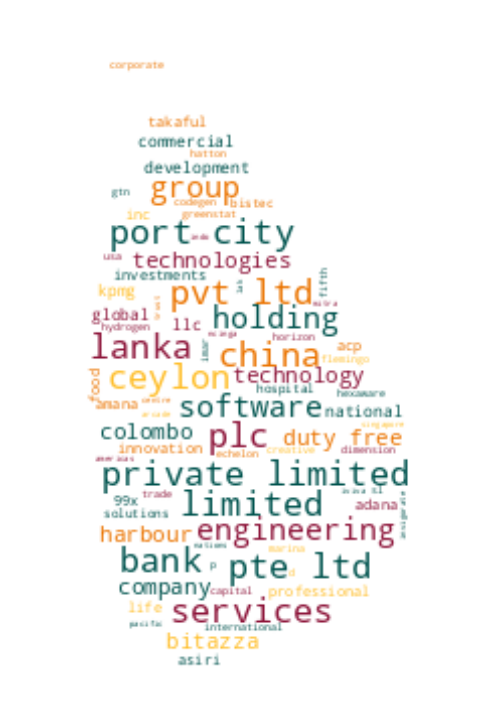 corporate
takaful
commercial
hatton
development
gtn
group
codegen bistec
inc greenstat
port city
usa technologies
investments fifth
kpmg pvt ltd
global holding
hydrogen llc
horizon
lanka china acp
flemingo
food ceylon technology
hospital hexaware
amana software national
singapore
colombo plc duty free
innovation echelon creative dimension
americas
private limited
99x trade
solutions limited adana
harbour engineering
marina
bank p pte ltd
company capital professional
life services
pacific international
bitazza
asiri